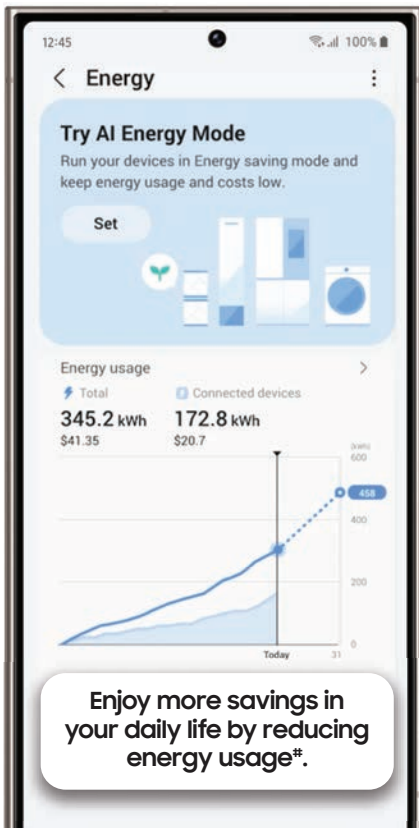 12:45
100%
Energy
Try AI Energy Mode
Run your devices in Energy saving mode and
keep energy usage and costs low.
Set
Energy usage
Total
Connected devices
345.2 kWh
172.8 kWh
$41.35
$20.7
(kWh)
600
458
400
200
0
Today
31
Enjoy more savings in
your daily life by reducing
energy usage#.